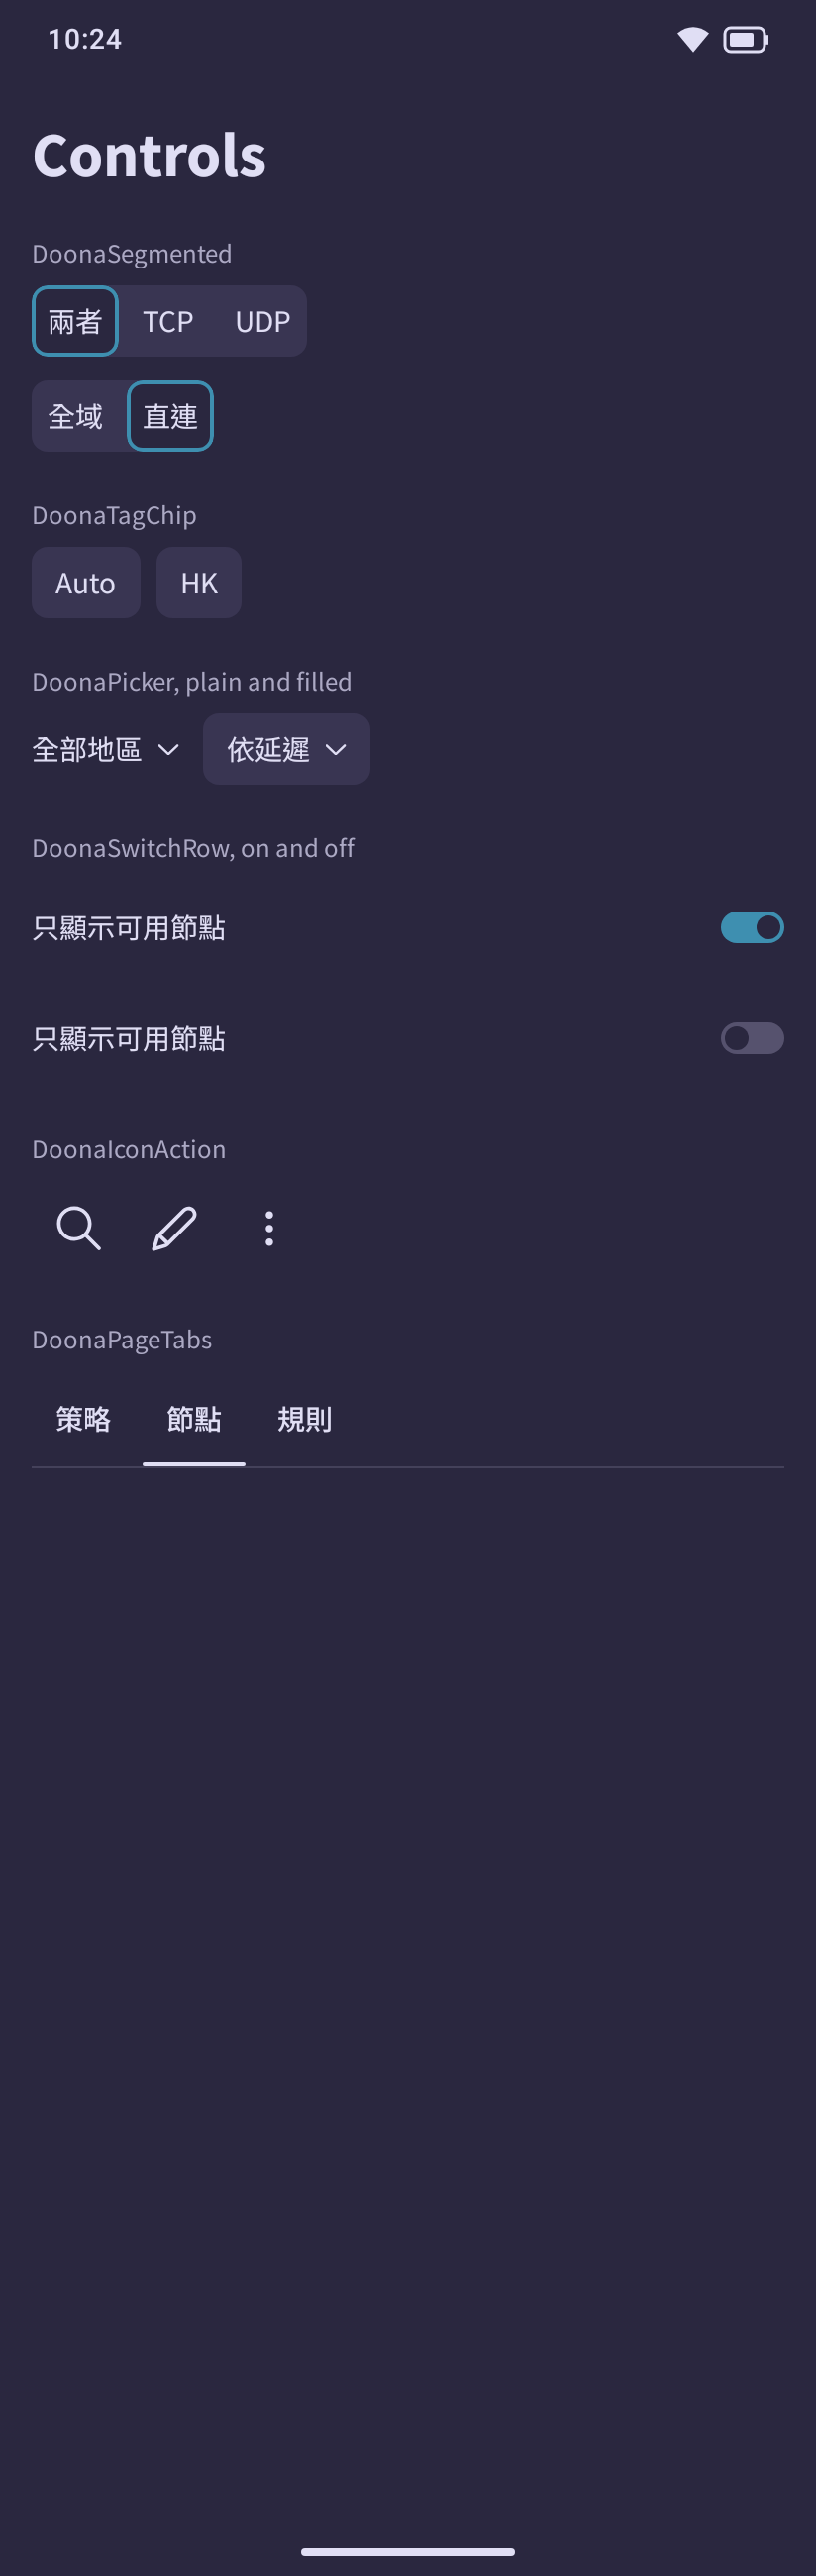 10:24
Controls
DoonaSegmented
兩者 TCP UDP
全域 直連
DoonaTagChip
Auto HK
DoonaPicker, plain and filled
全部地區 依延遲
DoonaSwitchRow, on and off
只顯示可用節點
只顯示可用節點
DoonaIconAction
DoonaPageTabs
策略 節點 規則